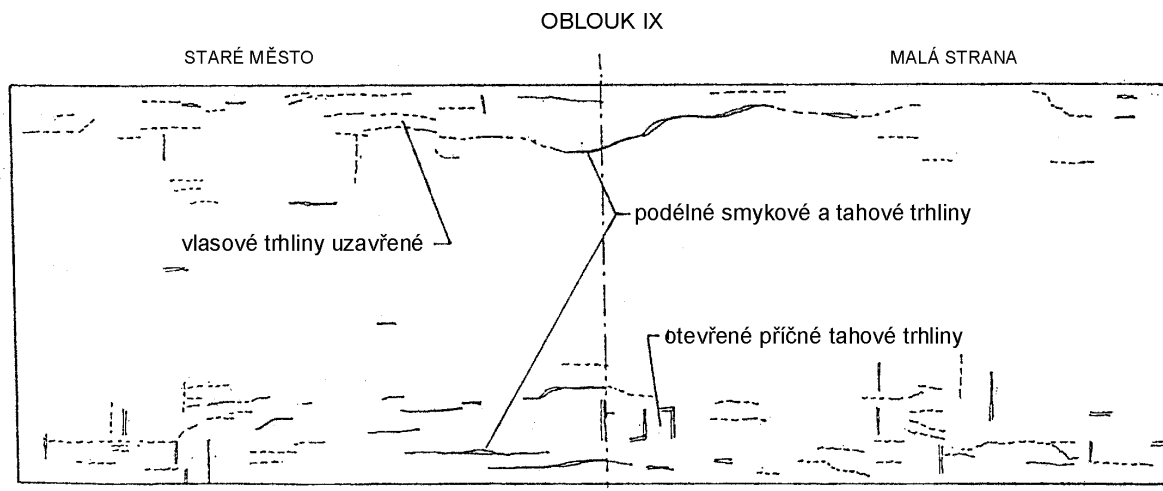 OBLOUK IX
STARÉ MĚSTO
MALÁ STRANA
podélné smykové a tahové trhliny
vlasové trhliny uzavřené
otevřené příčné tahové trhliny